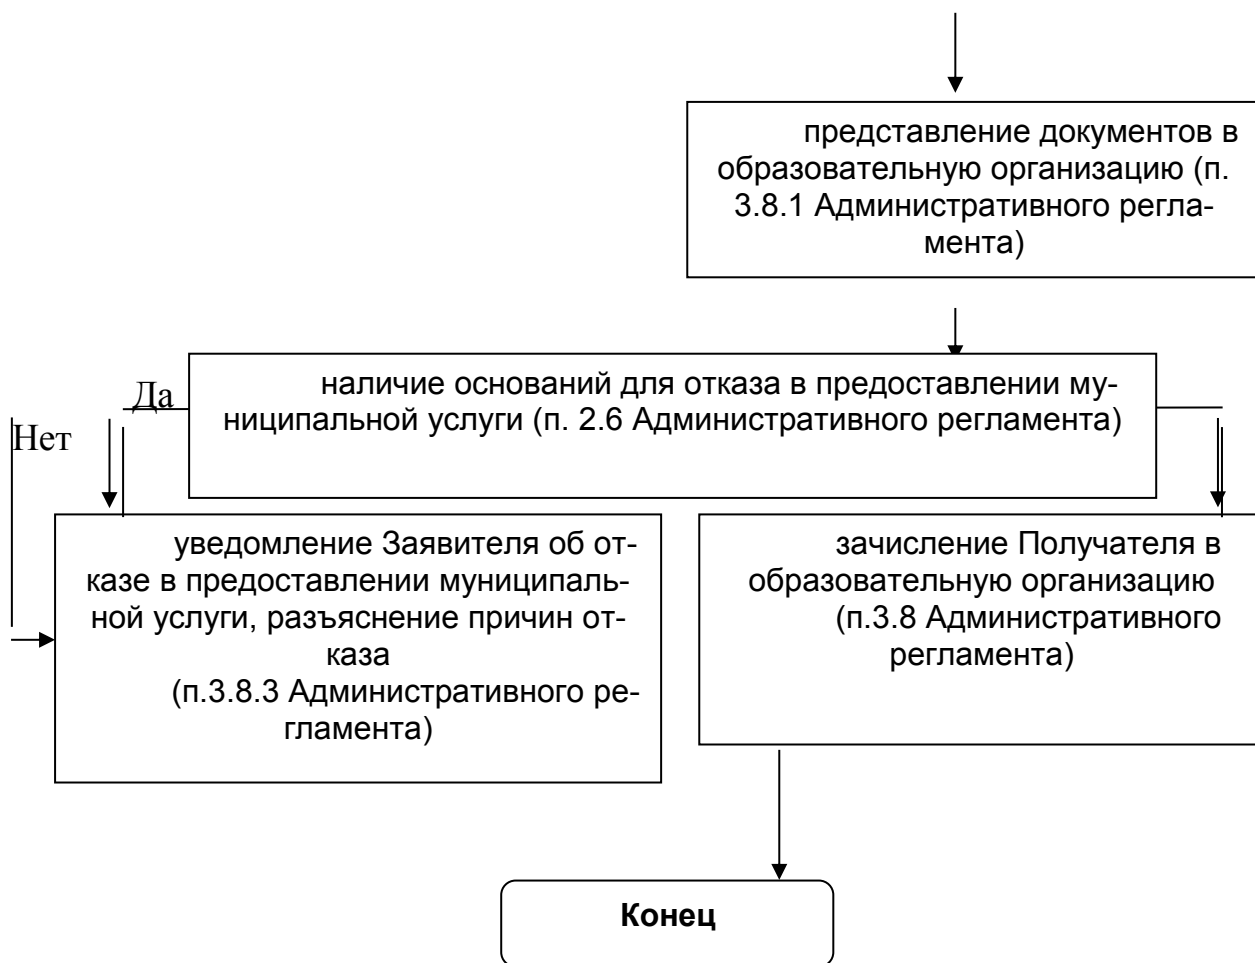 представление документов в
образовательную организацию (п.
3.8.1 Административного регла-
мента)
наличие оснований для отказа в предоставлении му-
ниципальной услуги (п. 2.6 Административного регламента)
Да
Нет
уведомление Заявителя об от-
казе в предоставлении муниципаль-
ной услуги, разъяснение причин от-
каза
(п.3.8.3 Административного ре-
гламента)
зачисление Получателя в
образовательную организацию
(п.3.8 Административного
регламента)
Конец